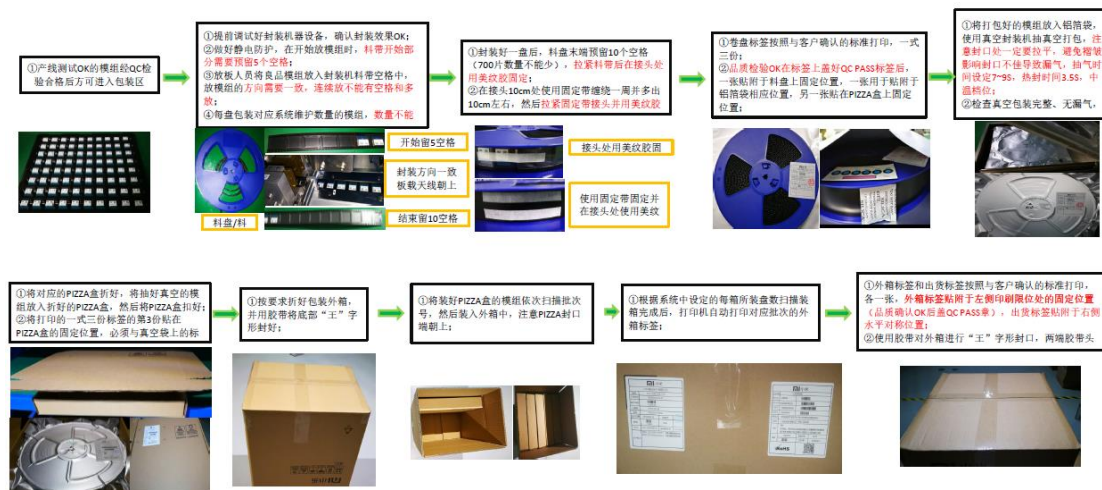 ①产线测试OK的模组经QC检
验合格后方可进入包装区
①提前调试好封装机器设备，确认封装效果OK；
②做好静电防护，在开始放模组时，料带开始部
分需要预留5个空格；
③放板人员将良品模组放入封装机料带空格中，
放模组的方向需要一致，连续放不能有空格和多
放；
④每盘包装对应系统维护数量的模组，数量不能
开始留5空格
封装方向一致
板载天线朝上
结束留10空格
料盘/料
①封装好一盘后，料盘末端预留10个空格
（700片数量不能少），拉紧料带后在接头处
用美纹胶固定；
②在接头10cm处使用固定带缠绕一周并多出
10cm左右，然后拉紧固定带接头并用美纹胶
接头处用美纹胶固
使用固定带固定并
在接头处使用美纹
①卷盘标签按照与客户确认的标准打印，一式
三份；
②品质检验OK在标签上盖好QC PASS标签后，
一张贴附于料盘上固定位置，一张用于贴附于
铝箔袋相应位置，另一张贴在PIZZA盒上固定
位置；
①将打包好的模组放入铝箔袋，
使用真空封装机抽真空打包，注
意封口处一定要拉平，避免褶皱
影响封口不佳导致漏气，抽气时
间设定7~9S，热封时间3.5S，中
温档位；
②检查真空包装完整、无漏气，
①将对应的PIZZA盒折好，将抽好真空的模
组放入折好的PIZZA盒，然后将PIZZA盒扣好；
②将打印的一式三份标签的第3份贴在
PIZZA盒的固定位置，必须与真空袋上的标
①按要求折好包装外箱，
并用胶带将底部“王”字
形封好；
①将装好PIZZA盒的模组依次扫描批次
号，然后装入外箱中，注意PIZZA封口
端朝上；
①根据系统中设定的每箱所装盘数扫描装
箱完成后，打印机自动打印对应批次的外
箱标签；
①外箱标签和出货标签按照与客户确认的标准打印，
各一张，外箱标签贴附于左侧印刷限位处的固定位置
（品质确认OK后盖QC PASS章），出货标签贴附于右侧
水平对称位置；
②使用胶带对外箱进行“王”字形封口，两端胶带头